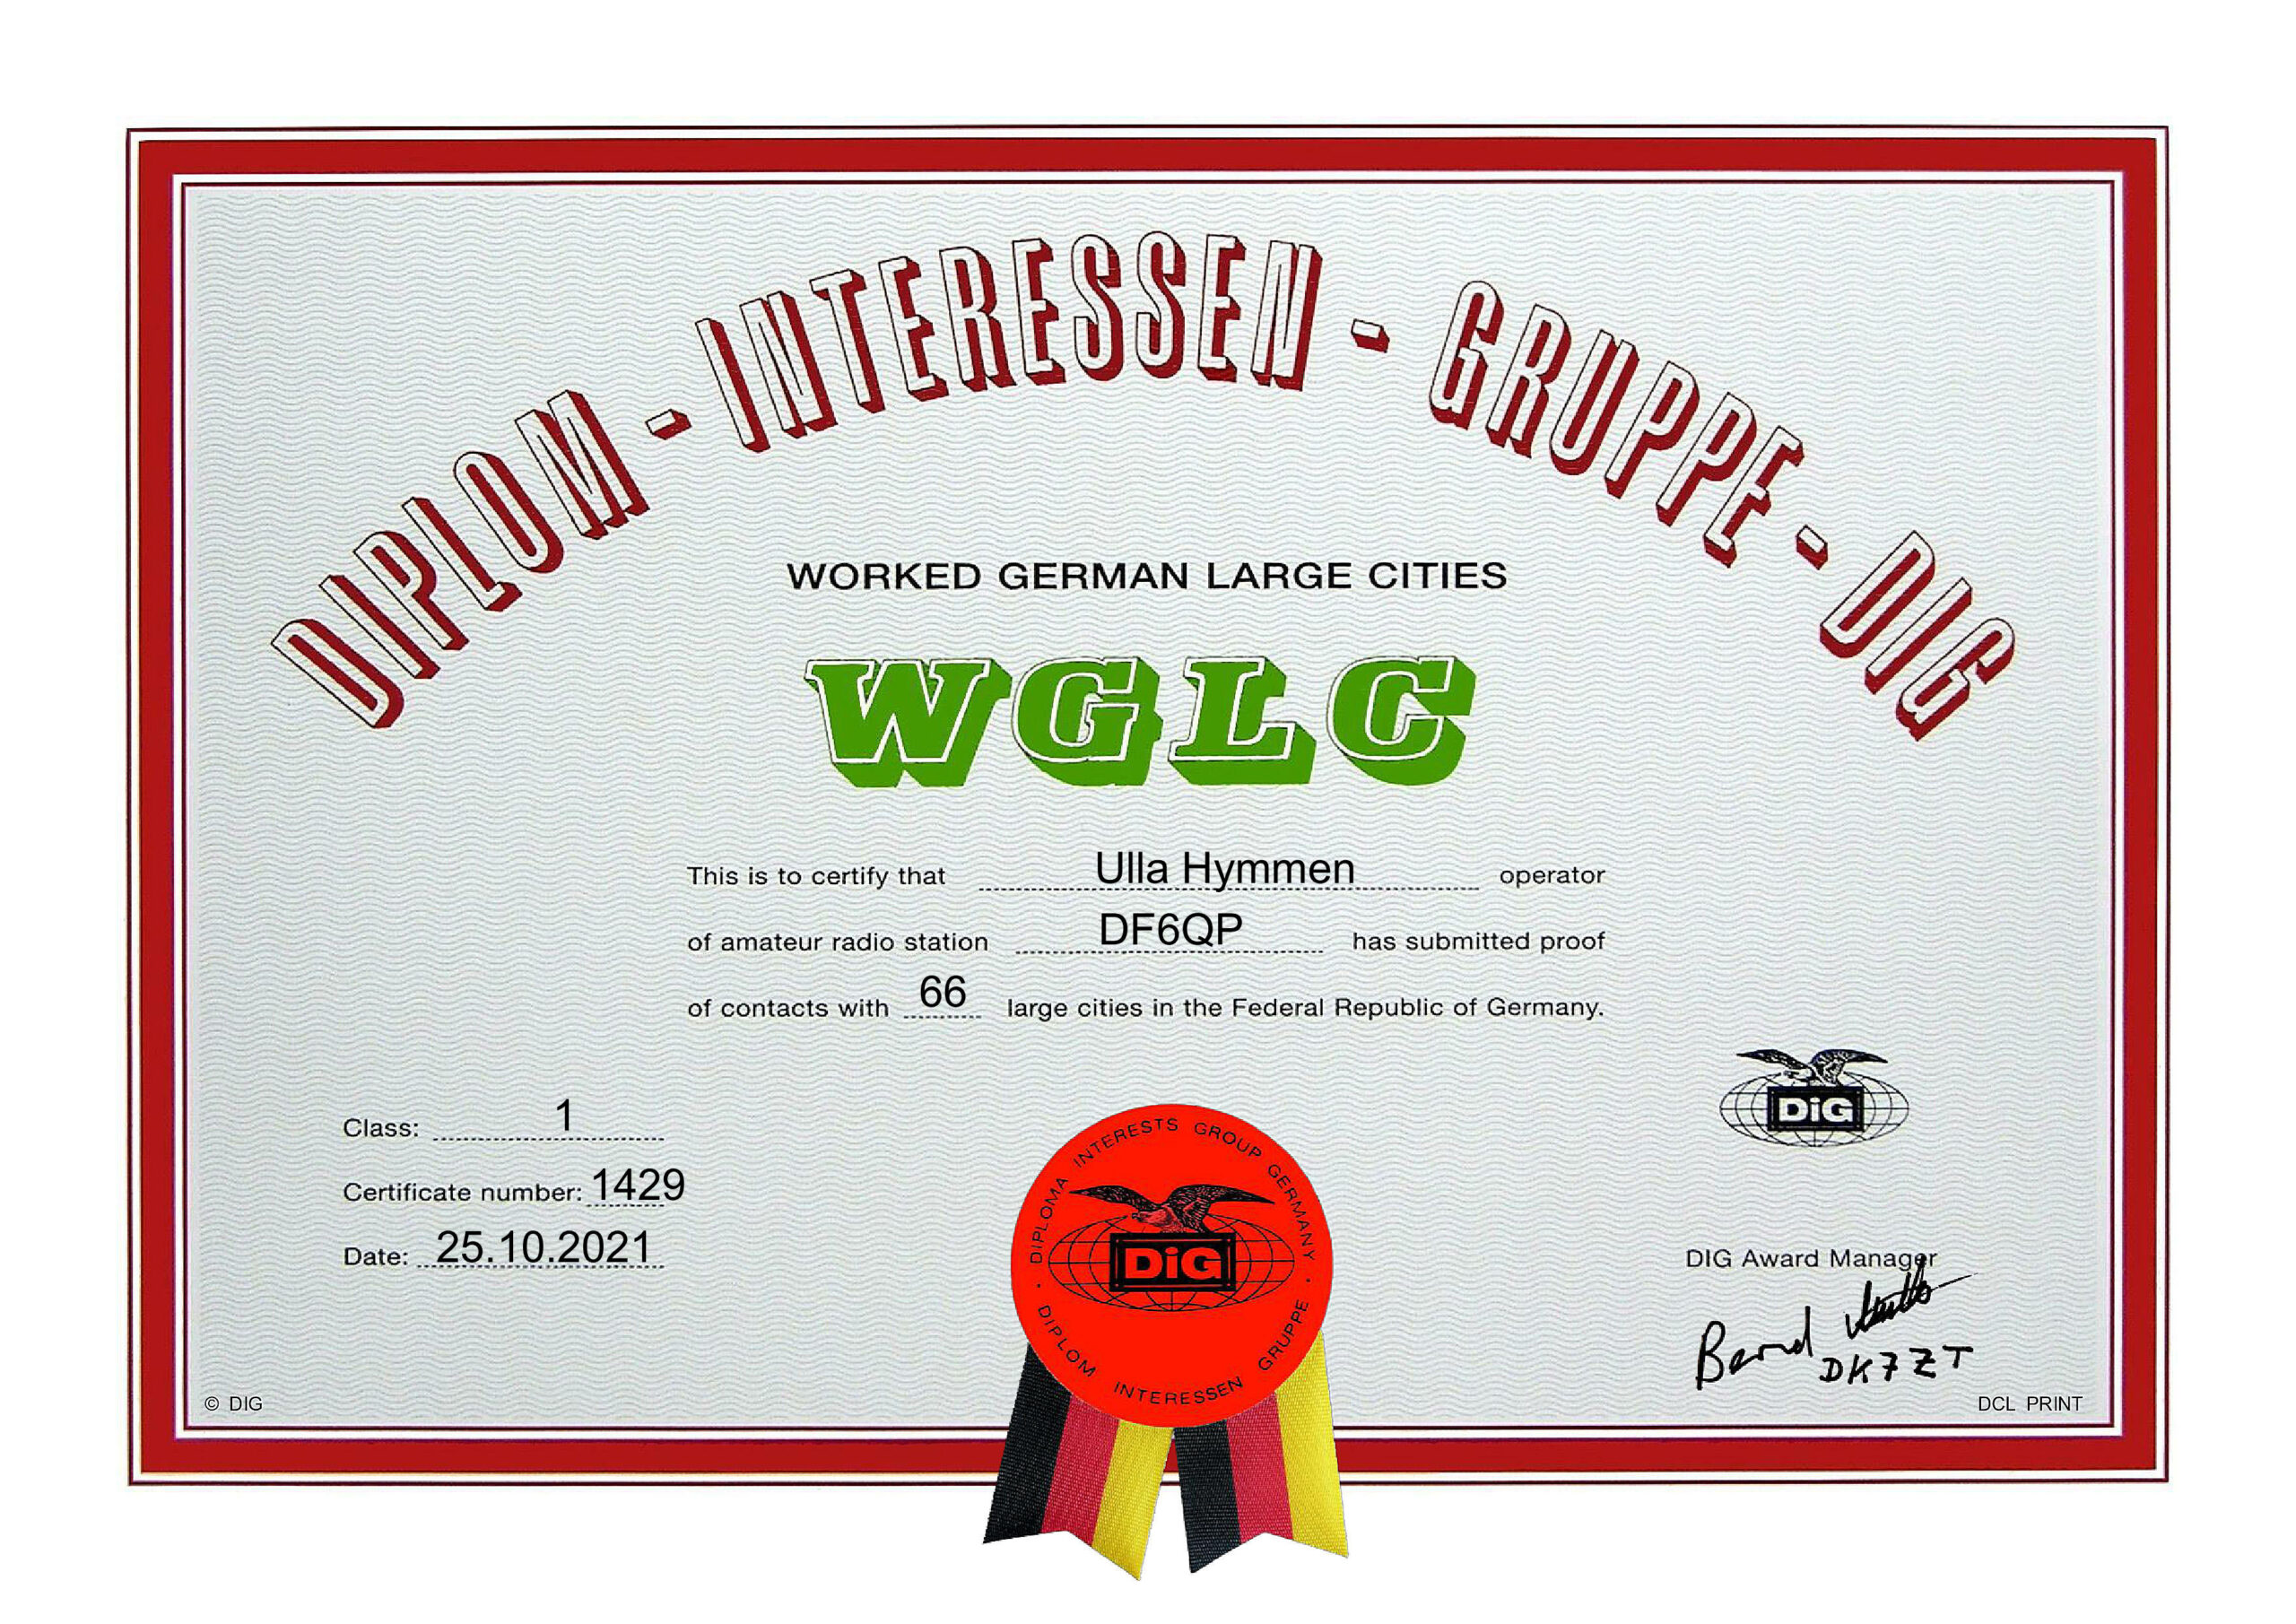 DIPLOM - INTERESSEN - GRUPPE - DIG
WORKED GERMAN LARGE CITIES
WGLC
This is to certify that Ulla Hymmen operator
of amateur radio station DF6QP has submitted proof
of contacts with 66 large cities in the Federal Republic of Germany.
DiG
Class: 1
Certificate number: 1429
Date: 25.10.2021
DIPLOMA INTERESTS GROUP GERMANY
DiG
DIPLOM INTERESSEN GRUPPE
DIG Award Manager
Bernd
DK7ZT
© DIG
DCL PRINT